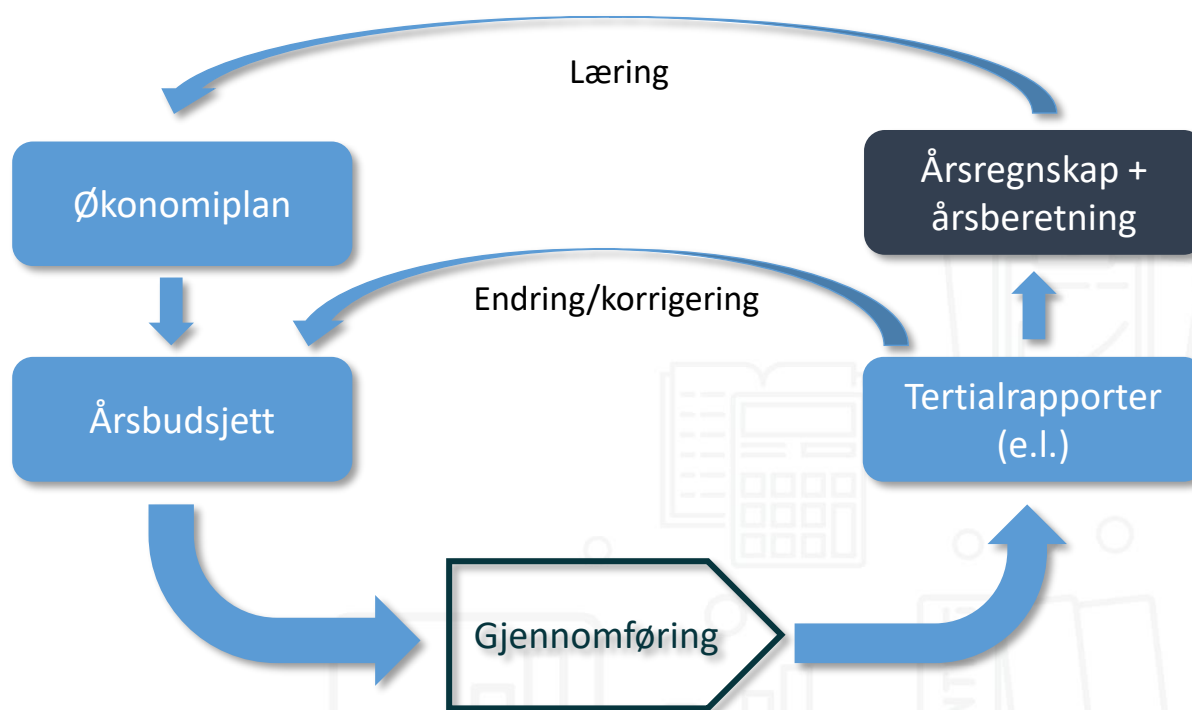 Læring
Økonomiplan
Årsregnskap +
årsberetning
Endring/korrigering
Årsbudsjett
Tertialrapporter
(e.l.)
Gjennomføring